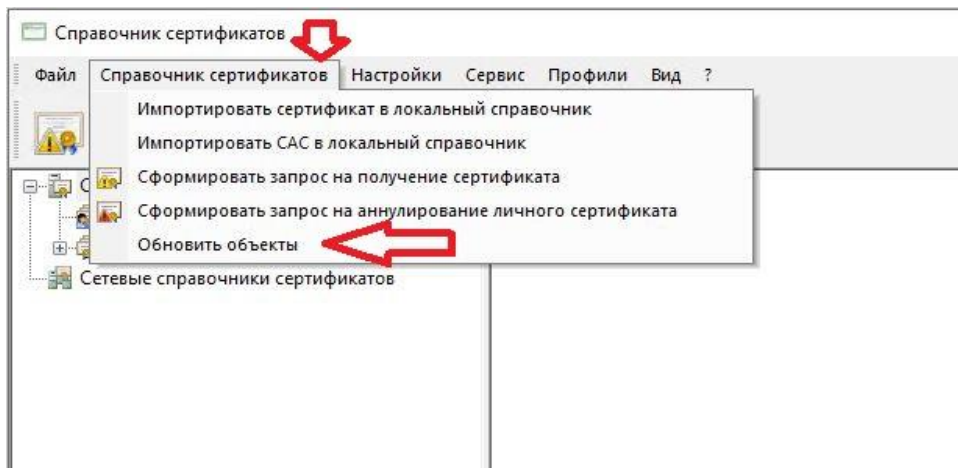 Справочник сертификатов
Файл Справочник сертификатов Настройки Сервис Профили Вид ?
Импортировать сертификат в локальный справочник
Импортировать САС в локальный справочник
Сформировать запрос на получение сертификата
Сформировать запрос на аннулирование личного сертификата
Обновить объекты
Сетевые справочники сертификатов